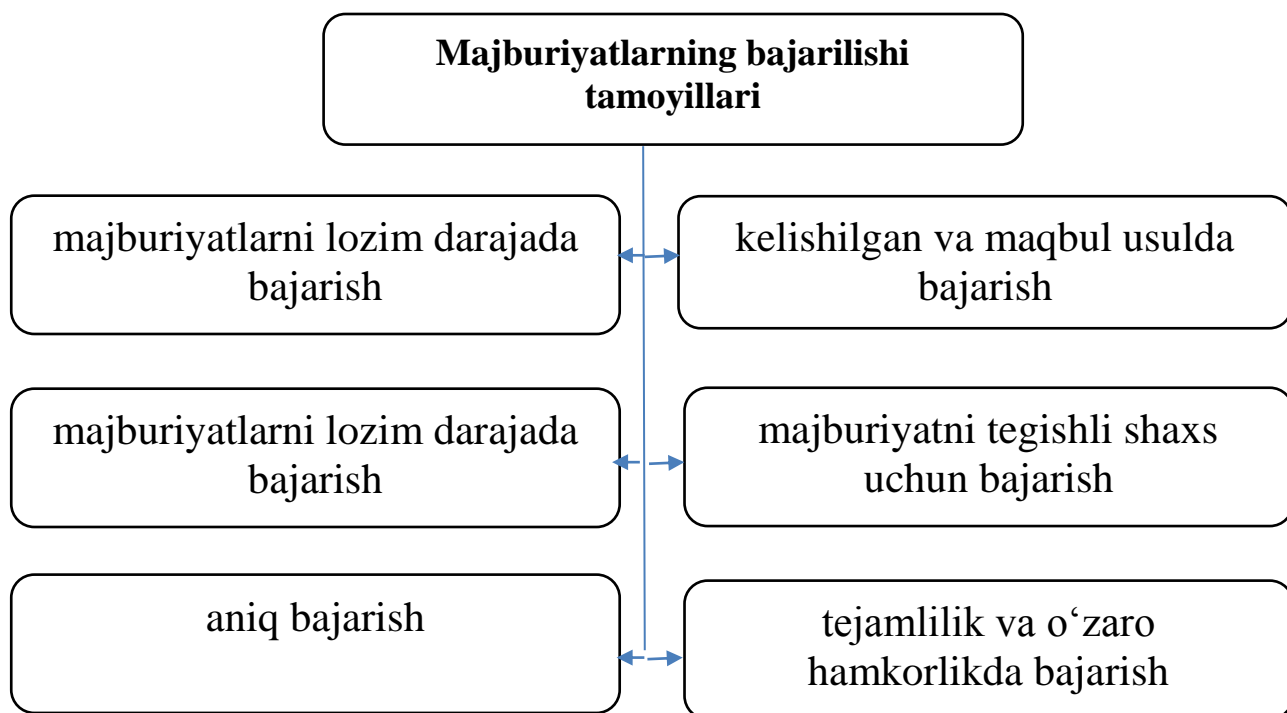 Majburiyatlarning bajarilishi
tamoyillari
majburiyatlarni lozim darajada
bajarish
kelishilgan va maqbul usulda
bajarish
majburiyatlarni lozim darajada
bajarish
majburiyatni tegishli shaxs
uchun bajarish
aniq bajarish
tejamlilik va o‘zaro
hamkorlikda bajarish